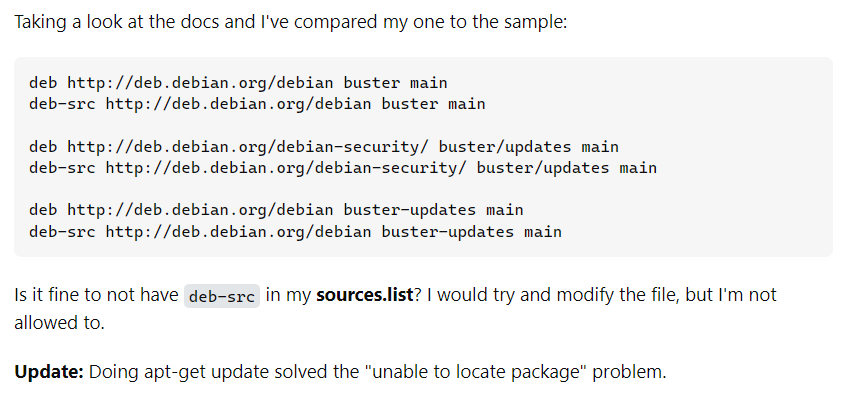 Taking a look at the docs and I've compared my one to the sample:
deb http://deb.debian.org/debian buster main
deb-src http://deb.debian.org/debian buster main
deb http://deb.debian.org/debian-security/ buster/updates main
deb-src http://deb.debian.org/debian-security/ buster/updates main
deb http://deb.debian.org/debian buster-updates main
deb-src http://deb.debian.org/debian buster-updates main
Is it fine to not have deb-src in my sources.list? I would try and modify the file, but I'm not
allowed to.
Update: Doing apt-get update solved the "unable to locate package" problem.